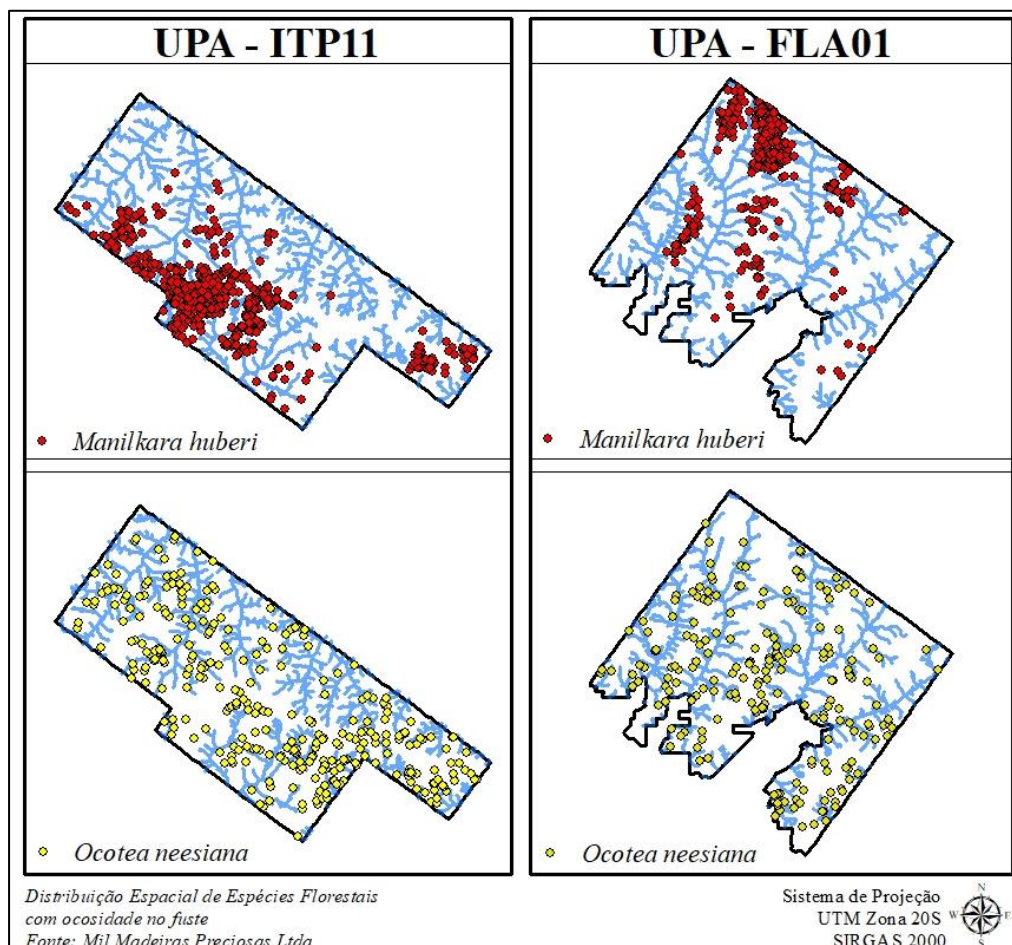 UPA - ITP11
UPA - FLA01
Manilkara huberi
Manilkara huberi
Ocotea neesiana
Ocotea neesiana
Distribuição Espacial de Espécies Florestais
com ocosidade no fuste
Fonte: Mil Madeiras Preciosas Ltda
Sistema de Projeção
UTM Zona 20S
SIRGAS 2000
N
W
E